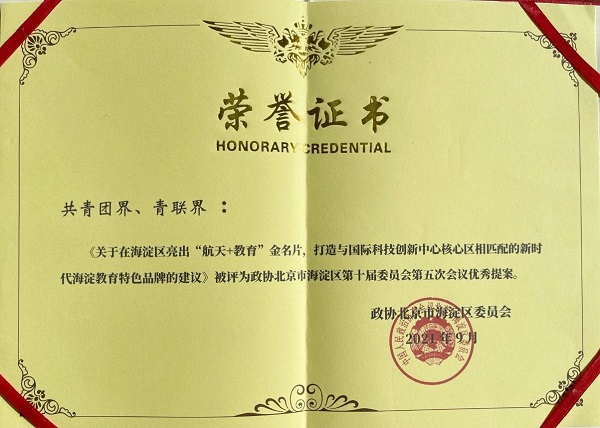 荣誉证书
HONORARY CREDENTIAL
共青团界、青联界：
《关于在海淀区亮出“航天+教育”金名片，打造与国际科技创新中心核心区相匹配的新时
代海淀教育特色品牌的建议》被评为政协北京市海淀区第十届委员会第五次会议优秀提案。
政协北京市海淀区委员会
2021年9月